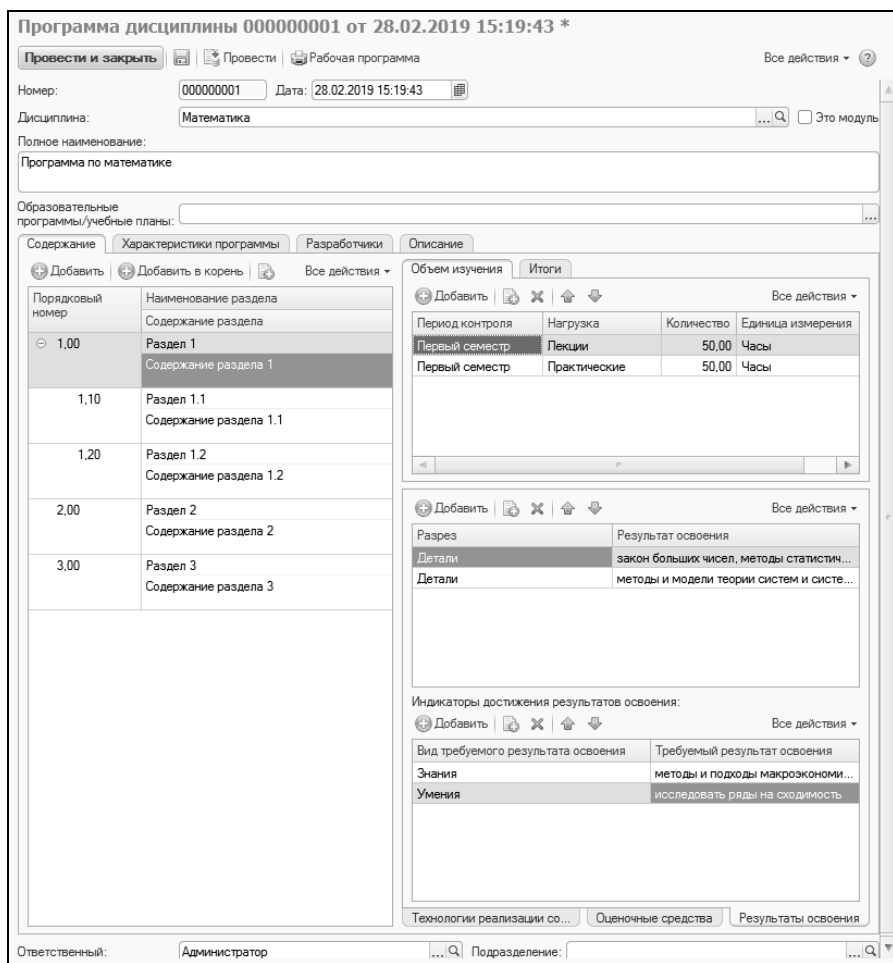 Программа дисциплины 000000001 от 28.02.2019 15:19:43 *
Провести и закрыть Провести Рабочая программа Все действия
Номер: 000000001 Дата: 28.02.2019 15:19:43
Дисциплина: Математика ... Это модуль
Полное наименование:
Программа по математике
Образовательные
программы/учебные планы: ...
Содержание Характеристики программы Разработчики Описание
Добавить Добавить в корень Все действия
Порядковый номер
Наименование раздела
Содержание раздела
1,00 Раздел 1
Содержание раздела 1
1,10 Раздел 1.1
Содержание раздела 1.1
1,20 Раздел 1.2
Содержание раздела 1.2
2,00 Раздел 2
Содержание раздела 2
3,00 Раздел 3
Содержание раздела 3
Объем изучения Итоги
Добавить Все действия
Период контроля Нагрузка Количество Единица измерения
Первый семестр Лекции 50,00 Часы
Первый семестр Практические 50,00 Часы
Добавить Все действия
Разрез Результат освоения
Детали закон больших чисел, методы статистич...
Детали методы и модели теории систем и систе...
Индикаторы достижения результатов освоения:
Добавить Все действия
Вид требуемого результата освоения Требуемый результат освоения
Знания методы и подходы макроэкономи...
Умения исследовать ряды на сходимость
Технологии реализации со... Оценочные средства Результаты освоения
Ответственный: Администратор ... Подразделение: ...